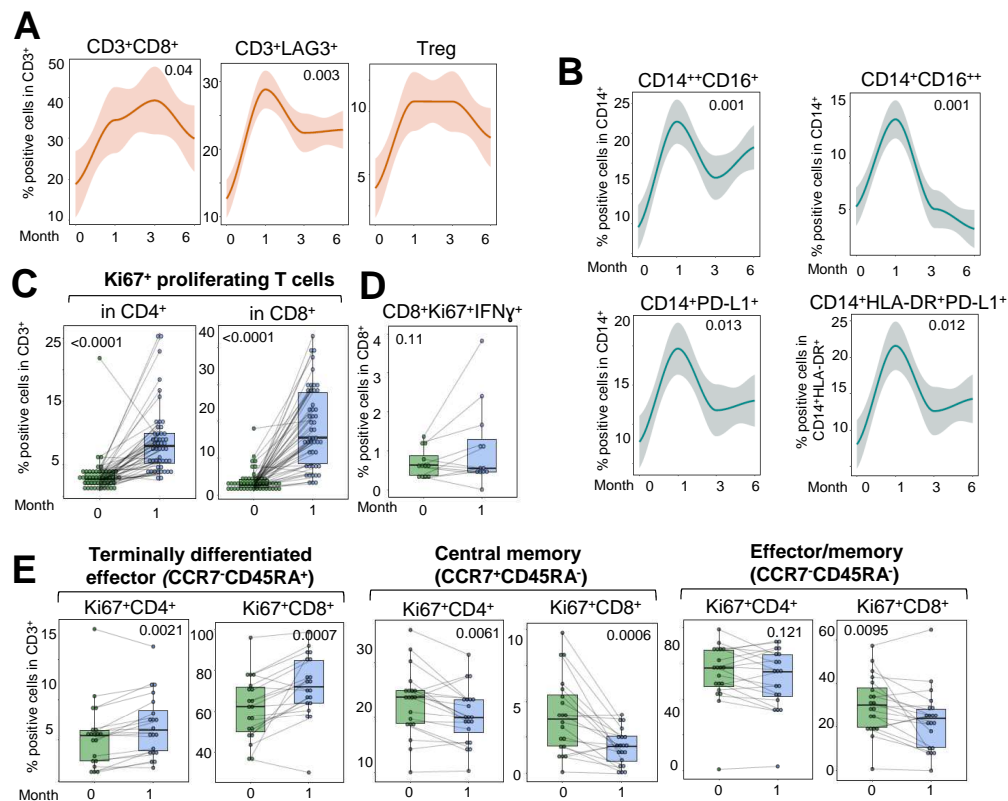 A
CD3+CD8+
CD3+LAG3+
Treg
% positive cells in CD3+
50
40
30
20
10
0.04
30
20
10
0.003
10
5
Month
0 1 3 6
0 1 3 6
0 1 3 6
B
CD14++CD16+
CD14+CD16++
% positive cells in CD14+
25
20
15
10
0.001
% positive cells in CD14+
15
10
5
0.001
Month
0 1 3 6
0 1 3 6
CD14+PD-L1+
CD14+HLA-DR+PD-L1+
% positive cells in CD14+
20
15
10
0.013
% positive cells in
CD14+HLA-DR+
25
20
15
10
0.012
Month
0 1 3 6
0 1 3 6
C
Ki67+ proliferating T cells
in CD4+
in CD8+
% positive cells in CD3+
25
15
5
<0.0001
40
30
20
10
0
<0.0001
Month
0 1
0 1
D
CD8+Ki67+IFNγ+
% positive cells in CD8+
4
3
2
1
0
0.11
Month
0 1
E
Terminally differentiated
effector (CCR7-CD45RA+)
Central memory
(CCR7+CD45RA-)
Effector/memory
(CCR7-CD45RA-)
Ki67+CD4+
Ki67+CD8+
Ki67+CD4+
Ki67+CD8+
Ki67+CD4+
Ki67+CD8+
% positive cells in CD3+
15
10
5
0.0021
100
80
60
40
0.0007
30
20
10
0.0061
10
5
0
0.0006
80
40
0
0.121
60
40
20
0
0.0095
Month
0 1
0 1
0 1
0 1
0 1
0 1